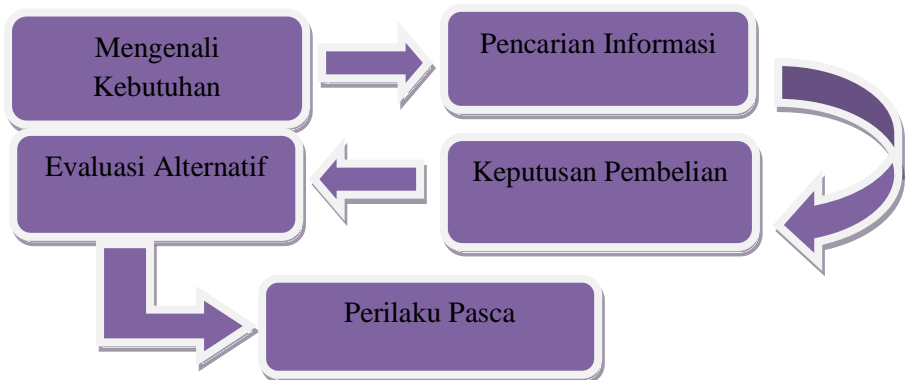 Mengenali
Kebutuhan
Pencarian Informasi
Evaluasi Alternatif
Keputusan Pembelian
Perilaku Pasca